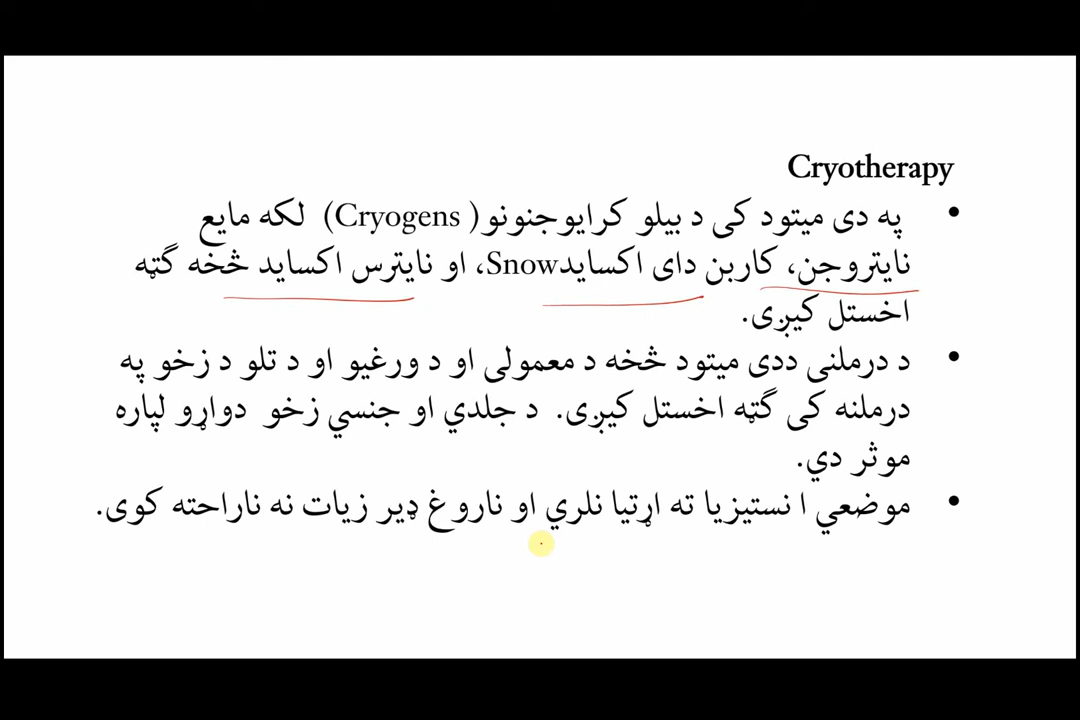 Cryotherapy
• په دی میتود کی د بیلو کرایوجنونو( Cryogens) لکه مایع
نایتروجن، کاربن دای اکسایدSnow، او نایترس اکساید څخه گټه
اخستل کیږی.
• د درملنی ددی میتود څخه د معمولی او د ورغیو او د تلو د زخو په
درملنه کی گټه اخستل کیږی. د جلدي او جنسي زخو دواړو لپاره
موثر دي.
• موضعي ا نستیزیا ته اړتیا نلري او ناروغ ډیر زیات نه ناراحته کوی.